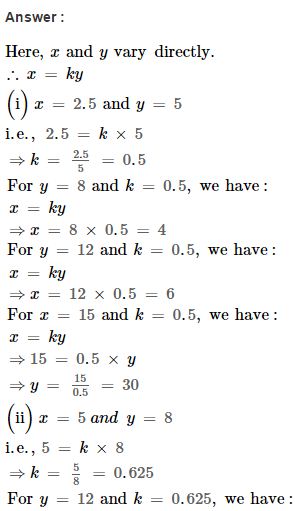 Answer :
Here, x and y vary directly.
∴ x = ky
(i) x = 2.5 and y = 5
i.e., 2.5 = k × 5
⇒ k = 2.5/5 = 0.5
For y = 8 and k = 0.5, we have :
x = ky
⇒ x = 8 × 0.5 = 4
For y = 12 and k = 0.5, we have :
x = ky
⇒ x = 12 × 0.5 = 6
For x = 15 and k = 0.5, we have :
x = ky
⇒ 15 = 0.5 × y
⇒ y = 15/0.5 = 30
(ii) x = 5 and y = 8
i.e., 5 = k × 8
⇒ k = 5/8 = 0.625
For y = 12 and k = 0.625, we have :